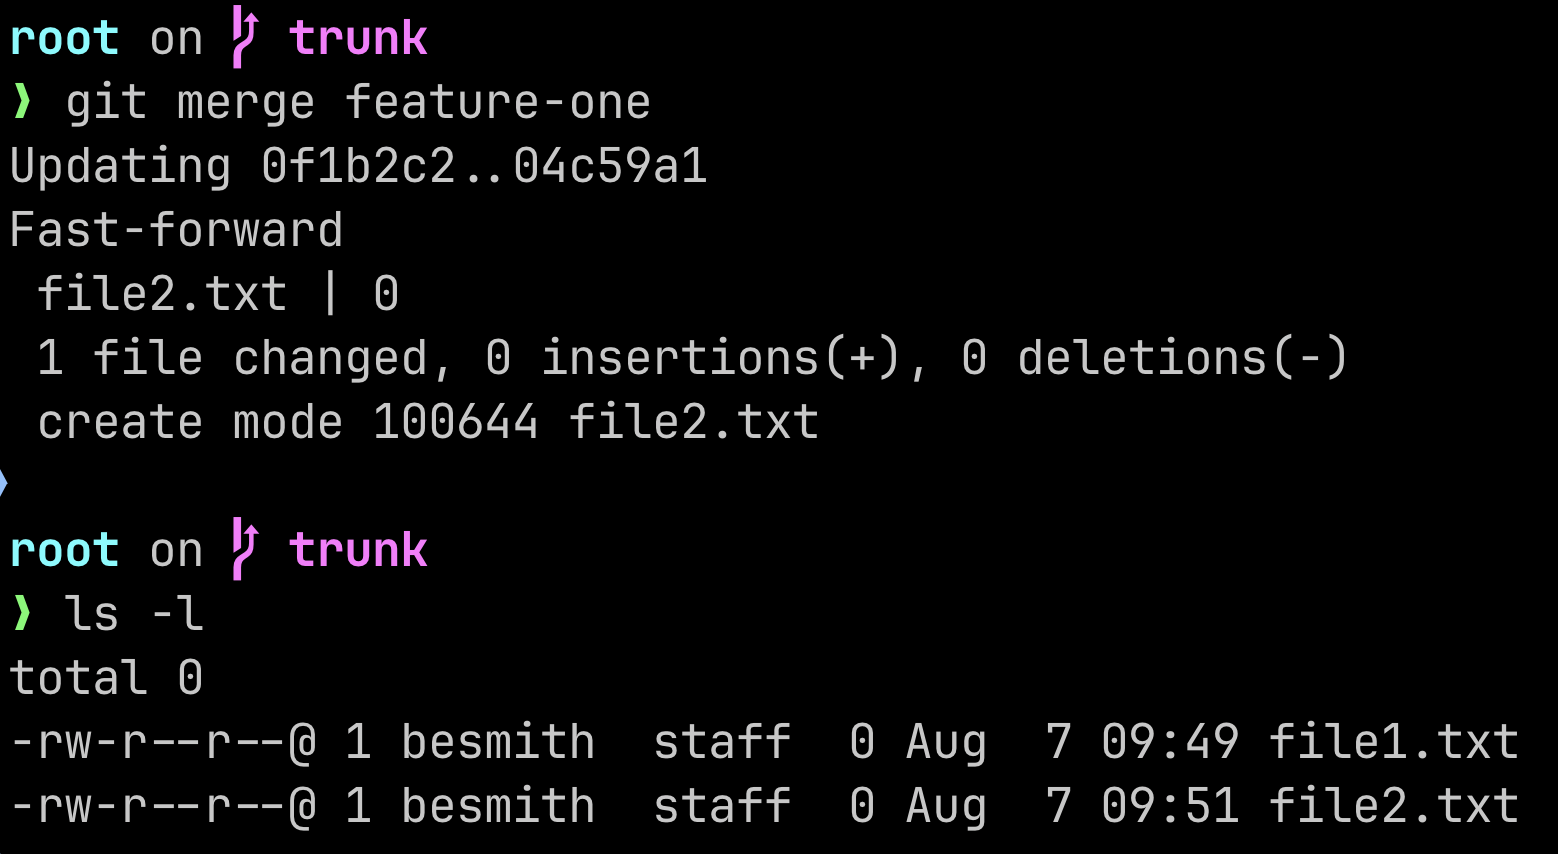 root on trunk
❯ git merge feature-one
Updating 0f1b2c2..04c59a1
Fast-forward
 file2.txt | 0
 1 file changed, 0 insertions(+), 0 deletions(-)
 create mode 100644 file2.txt
root on trunk
❯ ls -l
total 0
-rw-r--r--@ 1 besmith  staff  0 Aug  7 09:49 file1.txt
-rw-r--r--@ 1 besmith  staff  0 Aug  7 09:51 file2.txt